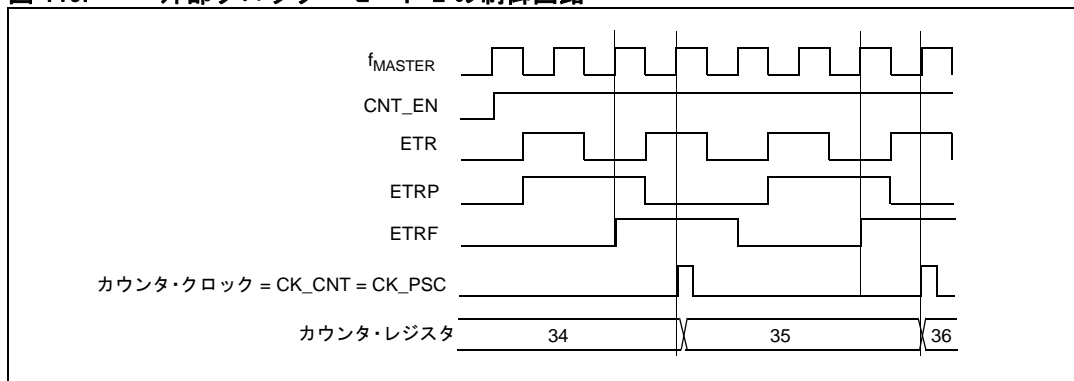 fMASTER
CNT_EN
ETR
ETRP
ETRF
カウンタ・クロック = CK_CNT = CK_PSC
カウンタ・レジスタ 34 35 36